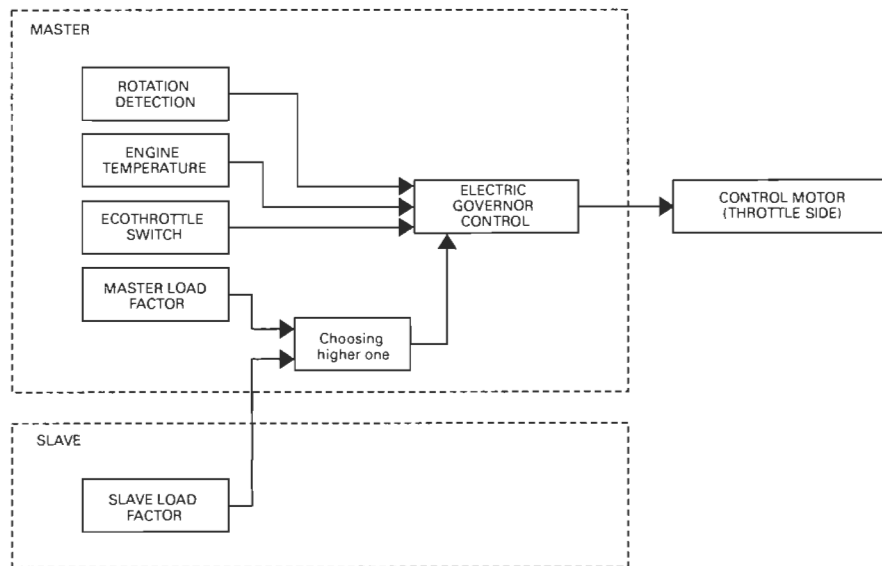 MASTER
ROTATION
DETECTION
ENGINE
TEMPERATURE
ECOTHROTTLE
SWITCH
MASTER LOAD
FACTOR
Choosing
higher one
ELECTRIC
GOVERNOR
CONTROL
CONTROL MOTOR
(THROTTLE SIDE)
SLAVE
SLAVE LOAD
FACTOR